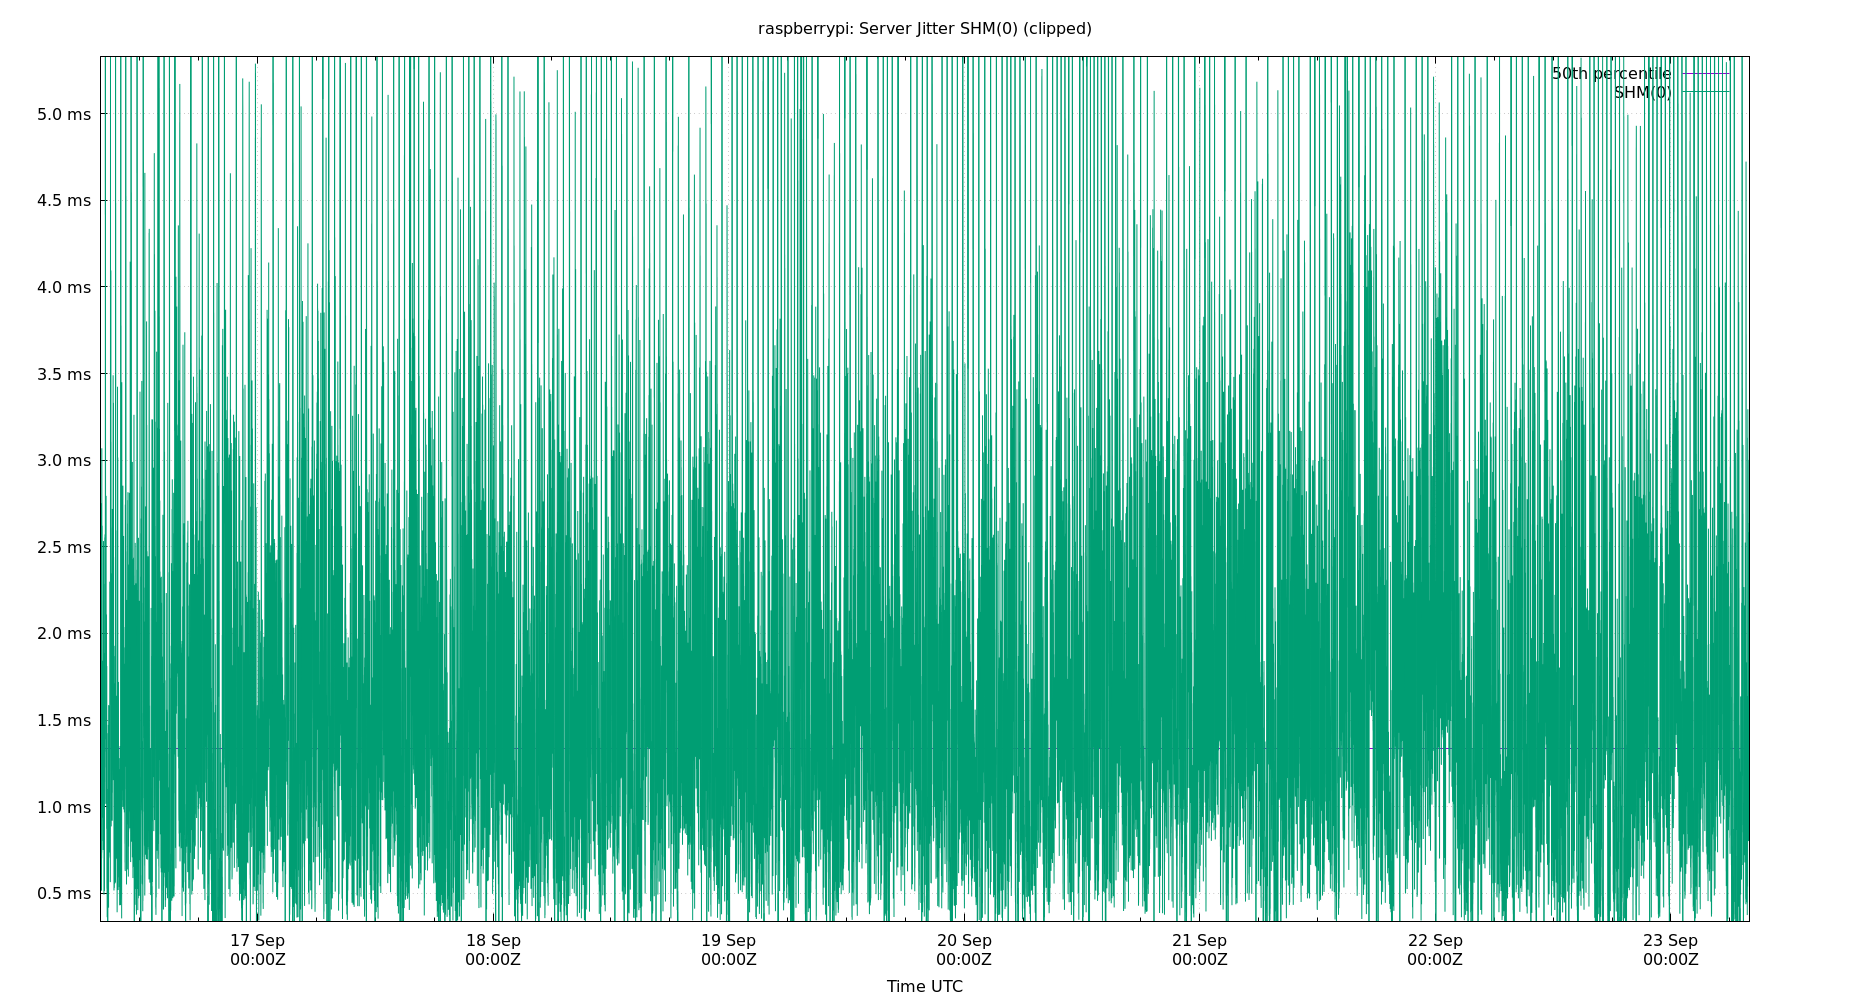 raspberrypi: Server Jitter SHM(0) (clipped)
50th percentile
SHM(0)
5.0 ms
4.5 ms
4.0 ms
3.5 ms
3.0 ms
2.5 ms
2.0 ms
1.5 ms
1.0 ms
0.5 ms
17 Sep 18 Sep 19 Sep 20 Sep 21 Sep 22 Sep 23 Sep
00:00Z 00:00Z 00:00Z 00:00Z 00:00Z 00:00Z 00:00Z
Time UTC